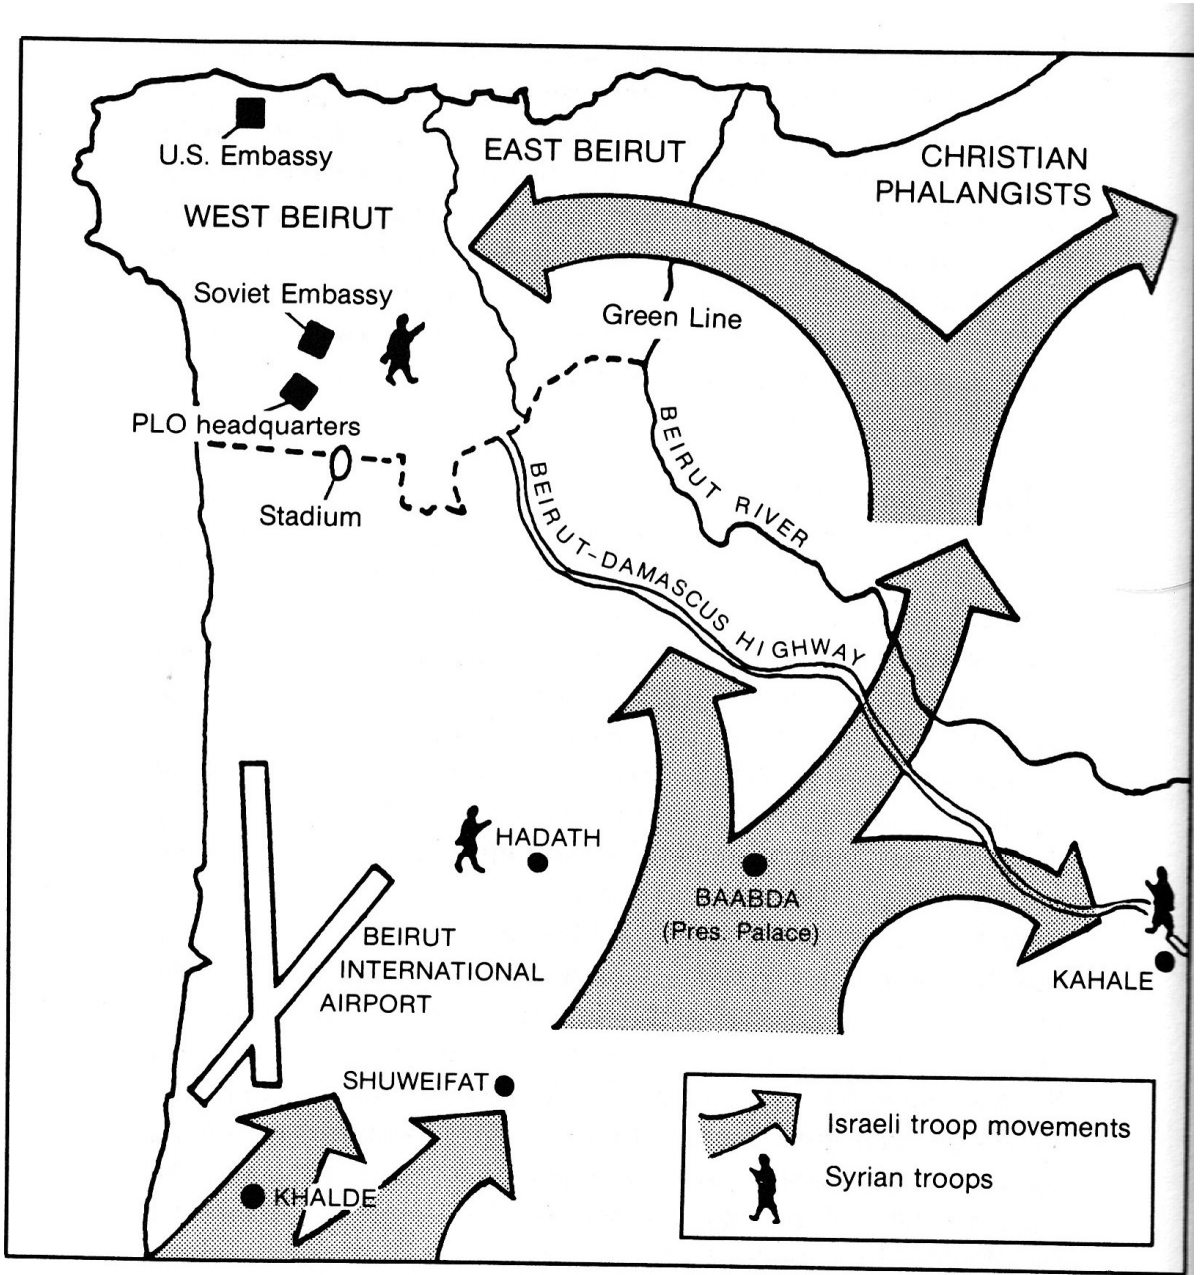 U.S. Embassy
EAST BEIRUT
CHRISTIAN
PHALANGISTS
WEST BEIRUT
Soviet Embassy
Green Line
PLO headquarters
Stadium
BEIRUT RIVER
BEIRUT-DAMASCUS HIGHWAY
HADATH
BAABDA
(Pres. Palace)
BEIRUT
INTERNATIONAL
AIRPORT
KAHALE
SHUWEIFAT
KHALDE
Israeli troop movements
Syrian troops